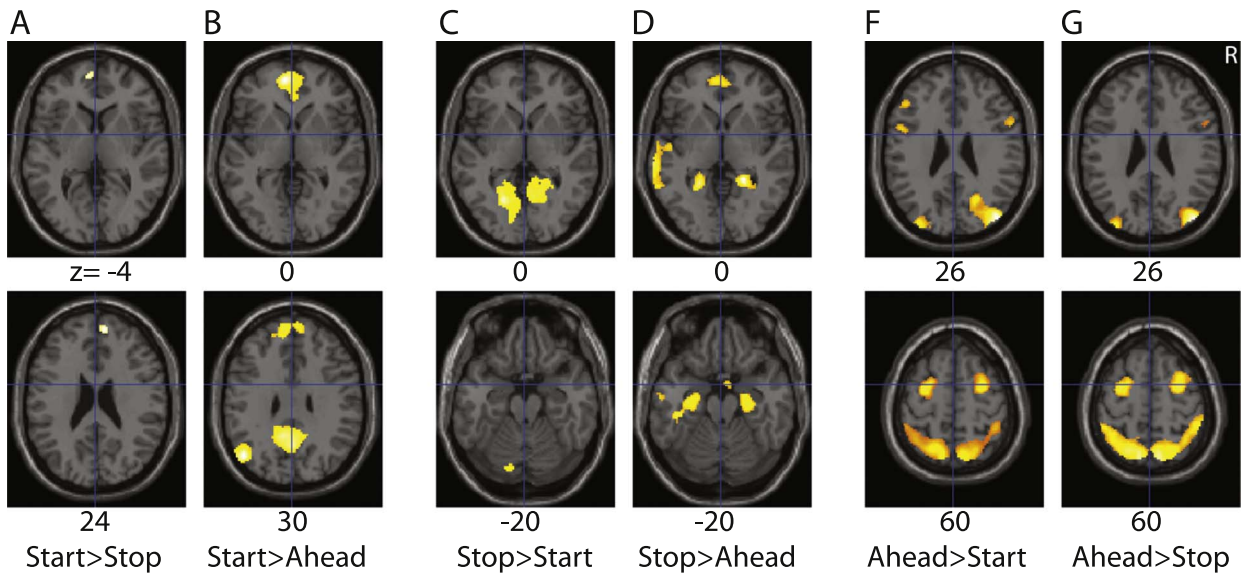 A B C D F G
R
z= -4 0 0 0 26 26
24 30 -20 -20 60 60
Start>Stop Start>Ahead Stop>Start Stop>Ahead Ahead>Start Ahead>Stop